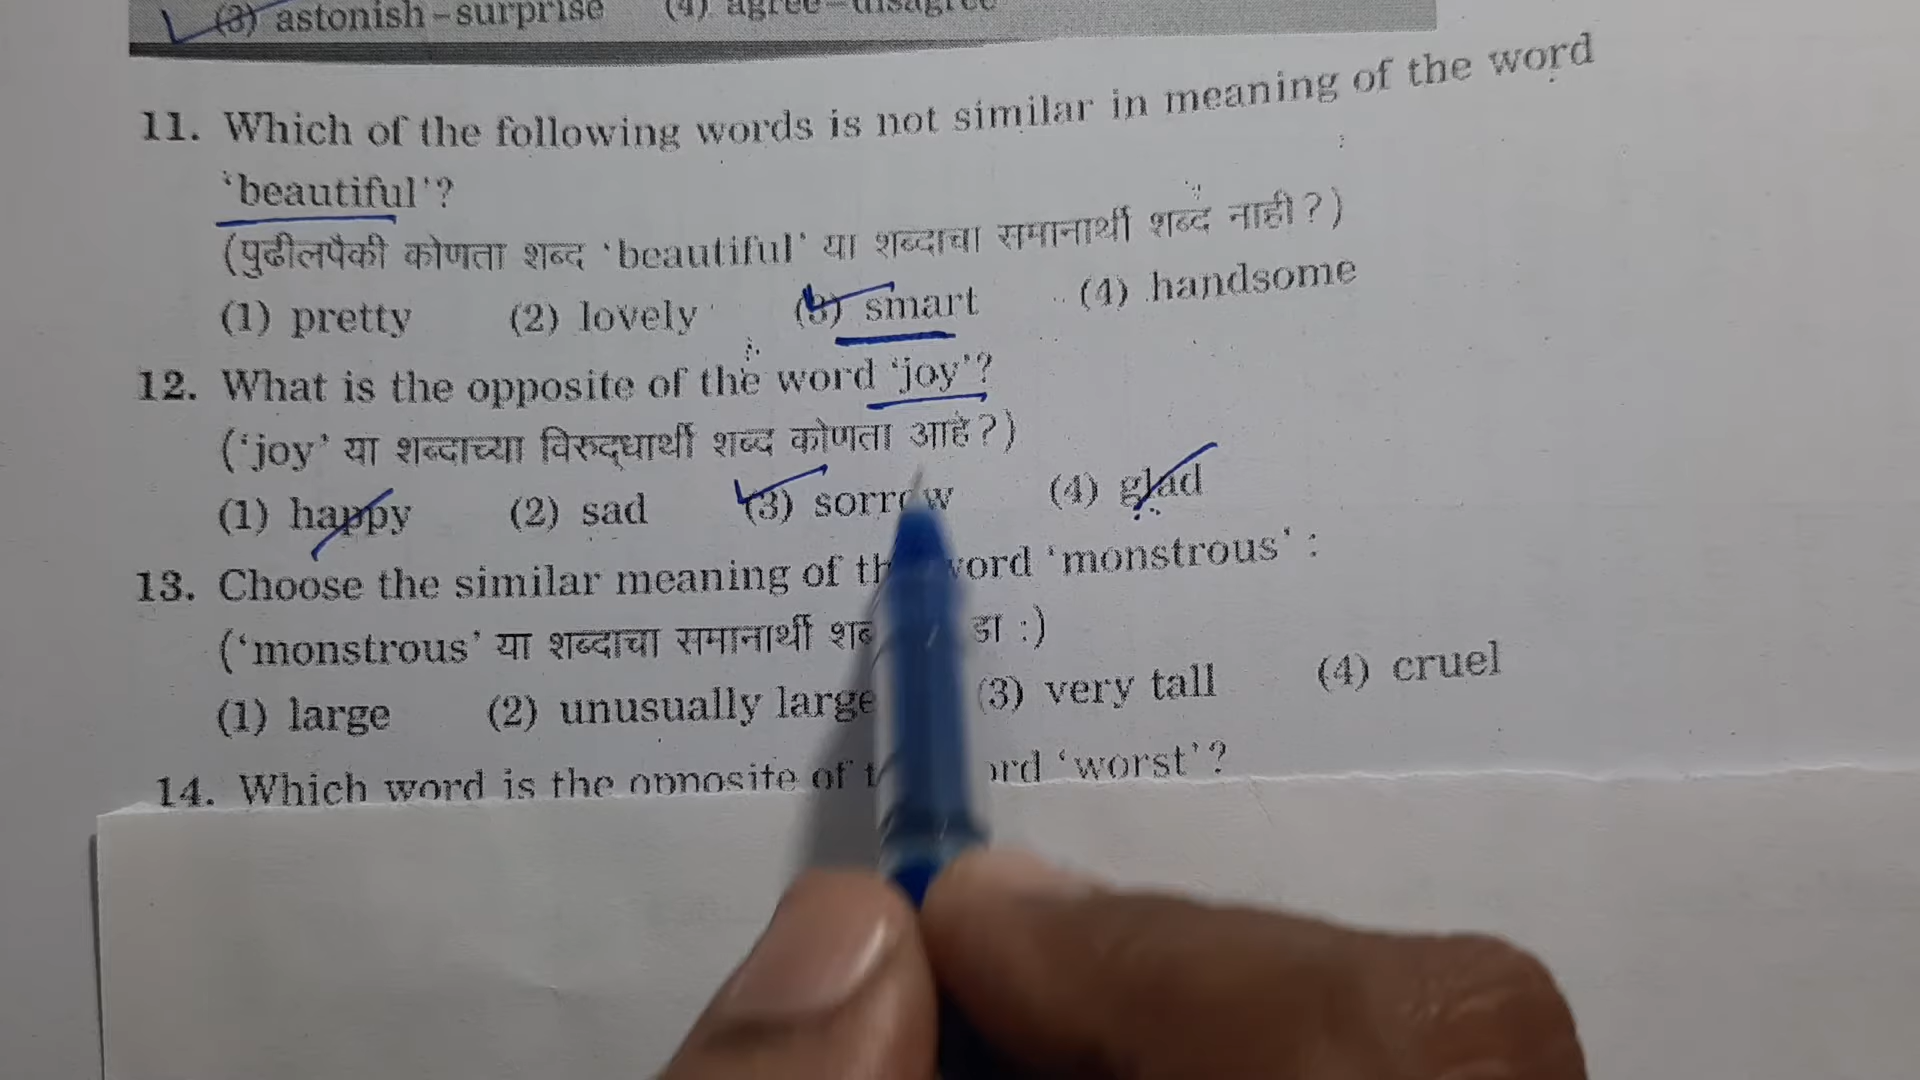 (3) astonish–surprise (4) agree–disagree
11. Which of the following words is not similar in meaning of the word
'beautiful'?
(पुढीलपैकी कोणता शब्द 'beautiful' या शब्दाचा समानार्थी शब्द नाही?)
(1) pretty (2) lovely (3) smart (4) handsome
12. What is the opposite of the word 'joy'?
('joy' या शब्दाच्या विरुद्धार्थी शब्द कोणता आहे?)
(1) happy (2) sad (3) sorrow (4) glad
13. Choose the similar meaning of word 'monstrous' :
('monstrous' या शब्दाचा समानार्थी :)
(1) large (2) unusually large (3) very tall (4) cruel
14. Which word is the opposite of 'worst'?